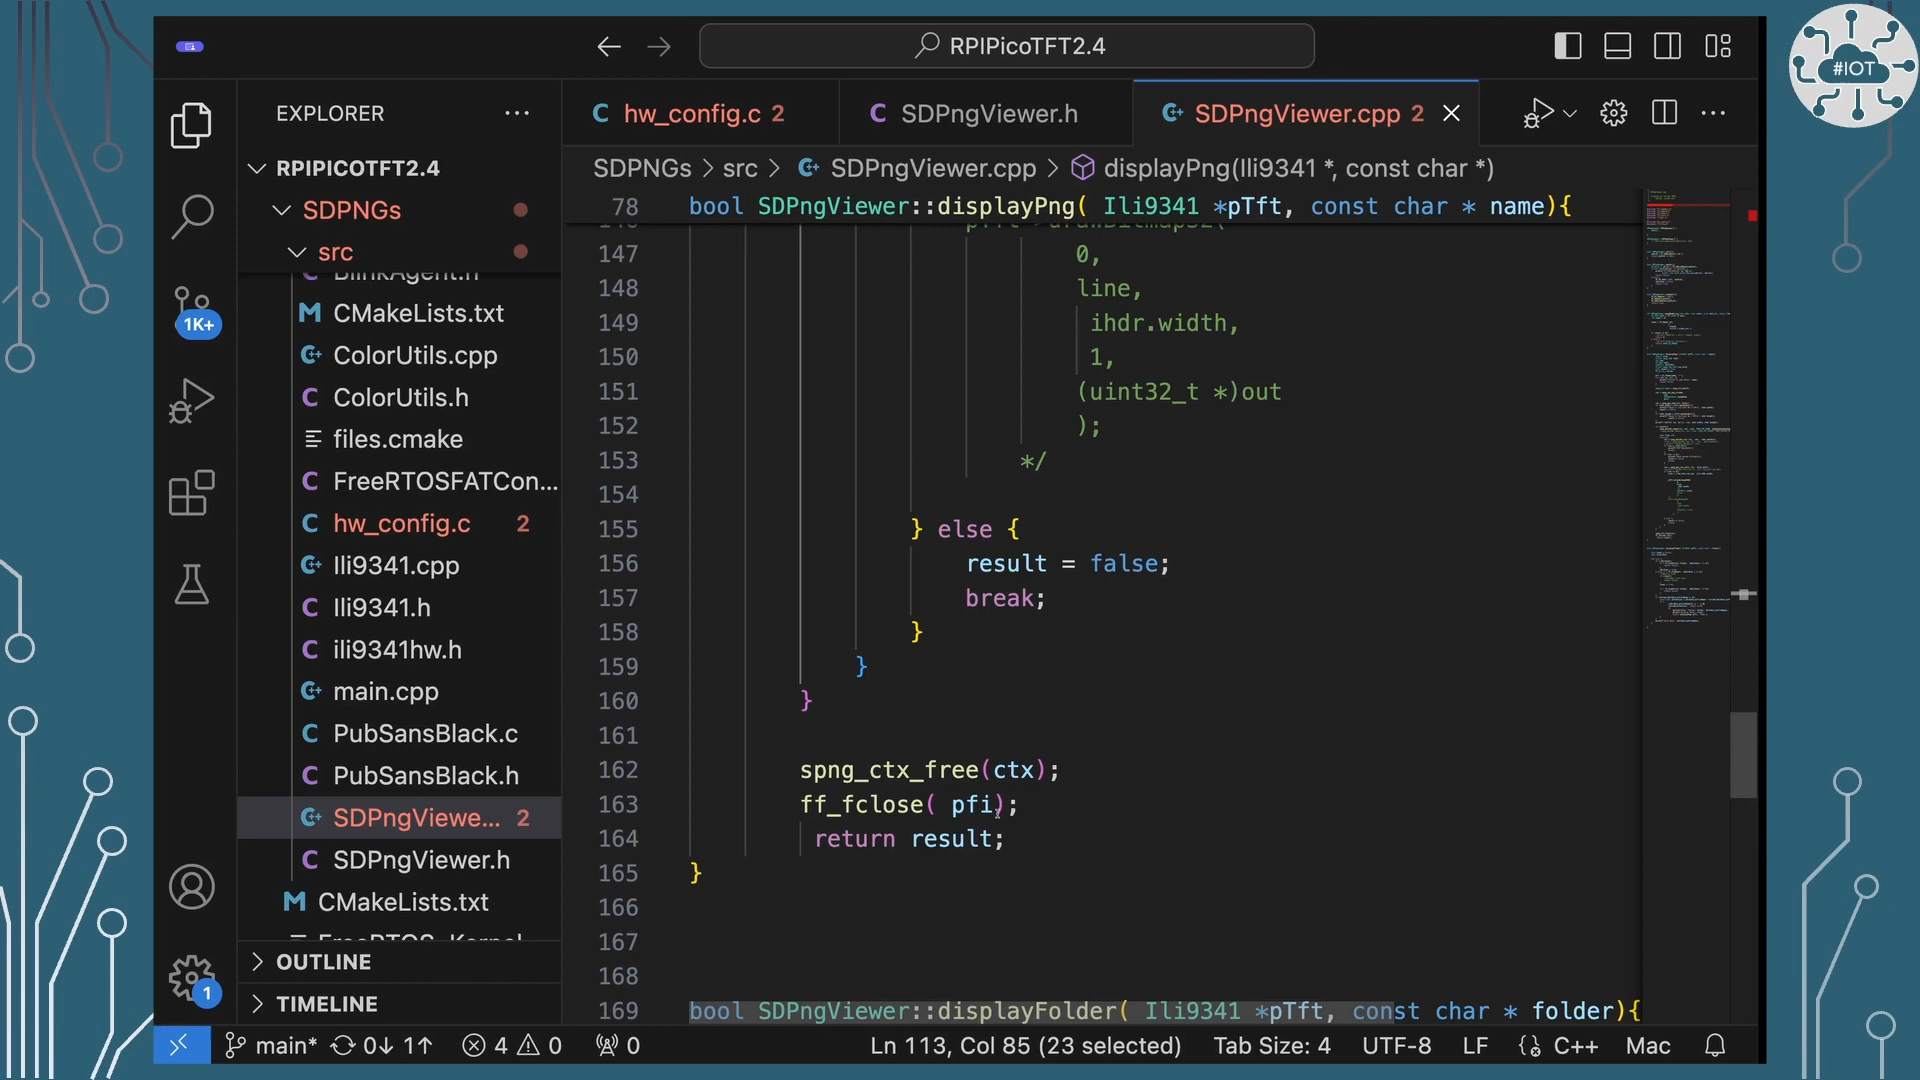 RPIPicoTFT2.4
#IOT
EXPLORER
RPIPICOTFT2.4
SDPNGs
src
BlinkAgent.h
CMakeLists.txt
ColorUtils.cpp
ColorUtils.h
files.cmake
FreeRTOSFATCon...
hw_config.c 2
Ili9341.cpp
Ili9341.h
ili9341hw.h
main.cpp
PubSansBlack.c
PubSansBlack.h
SDPngViewe... 2
SDPngViewer.h
CMakeLists.txt
OUTLINE
TIMELINE
1K+
1
hw_config.c 2
SDPngViewer.h
SDPngViewer.cpp 2
SDPNGs > src > SDPngViewer.cpp > displayPng(Ili9341 *, const char *)
78 bool SDPngViewer::displayPng( Ili9341 *pTft, const char * name){
147 0,
148 line,
149 ihdr.width,
150 1,
151 (uint32_t *)out
152 );
153 */
154
155 } else {
156 result = false;
157 break;
158 }
159 }
160 }
161
162 spng_ctx_free(ctx);
163 ff_fclose( pfi);
164 return result;
165 }
166
167
168
169 bool SDPngViewer::displayFolder( Ili9341 *pTft, const char * folder){
main* 0↓ 1↑ 4 0 0 Ln 113, Col 85 (23 selected) Tab Size: 4 UTF-8 LF {} C++ Mac